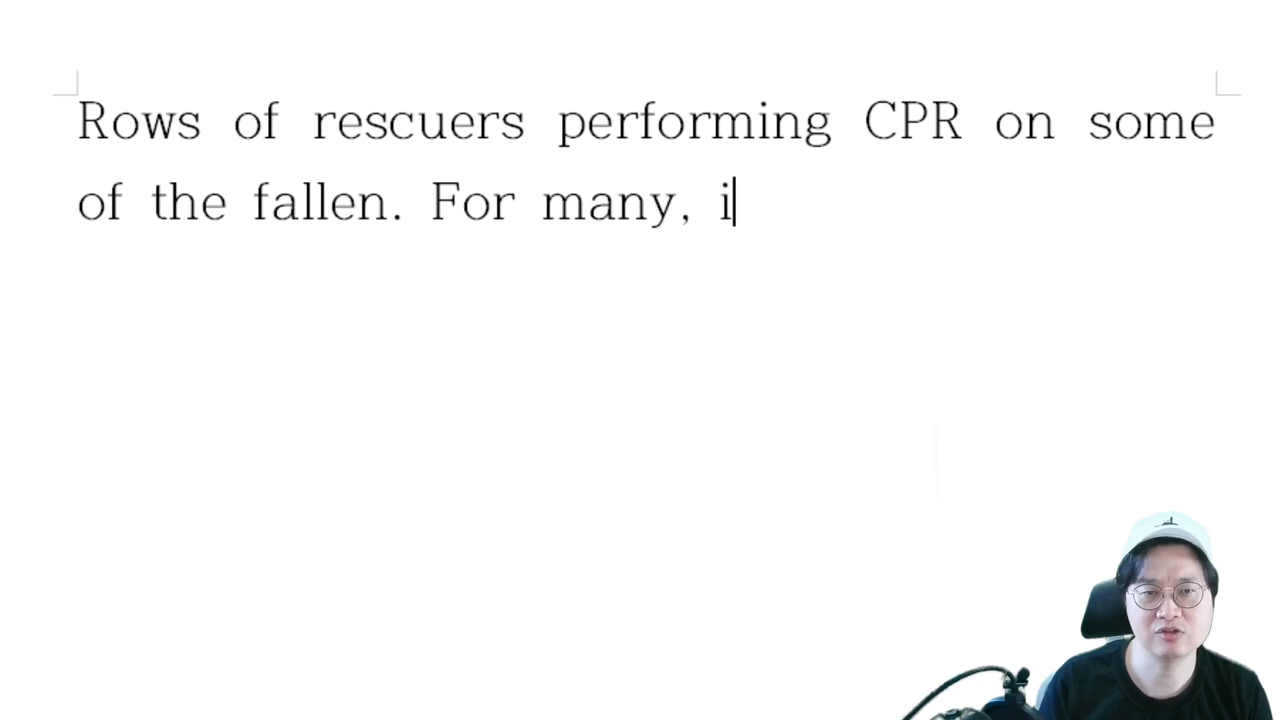 Rows of rescuers performing CPR on some
of the fallen. For many, i